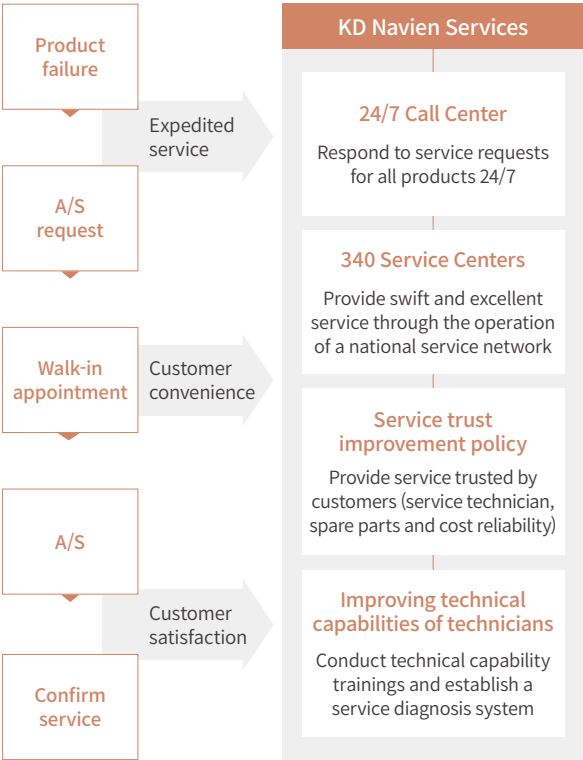 Product
failure
Expedited
service
A/S
request
Walk-in
appointment
Customer
convenience
A/S
Customer
satisfaction
Confirm
service
KD Navien Services
24/7 Call Center
Respond to service requests
for all products 24/7
340 Service Centers
Provide swift and excellent
service through the operation
of a national service network
Service trust
improvement policy
Provide service trusted by
customers (service technician,
spare parts and cost reliability)
Improving technical
capabilities of technicians
Conduct technical capability
trainings and establish a
service diagnosis system